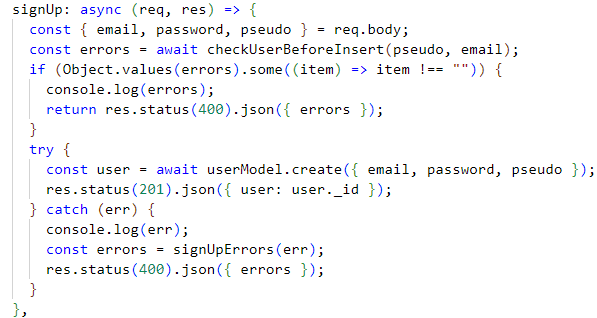 signUp: async (req, res) => {
  const { email, password, pseudo } = req.body;
  const errors = await checkUserBeforeInsert(pseudo, email);
  if (Object.values(errors).some((item) => item !== "")) {
    console.log(errors);
    return res.status(400).json({ errors });
  }
  try {
    const user = await userModel.create({ email, password, pseudo });
    res.status(201).json({ user: user._id });
  } catch (err) {
    console.log(err);
    const errors = signUpErrors(err);
    res.status(400).json({ errors });
  }
},